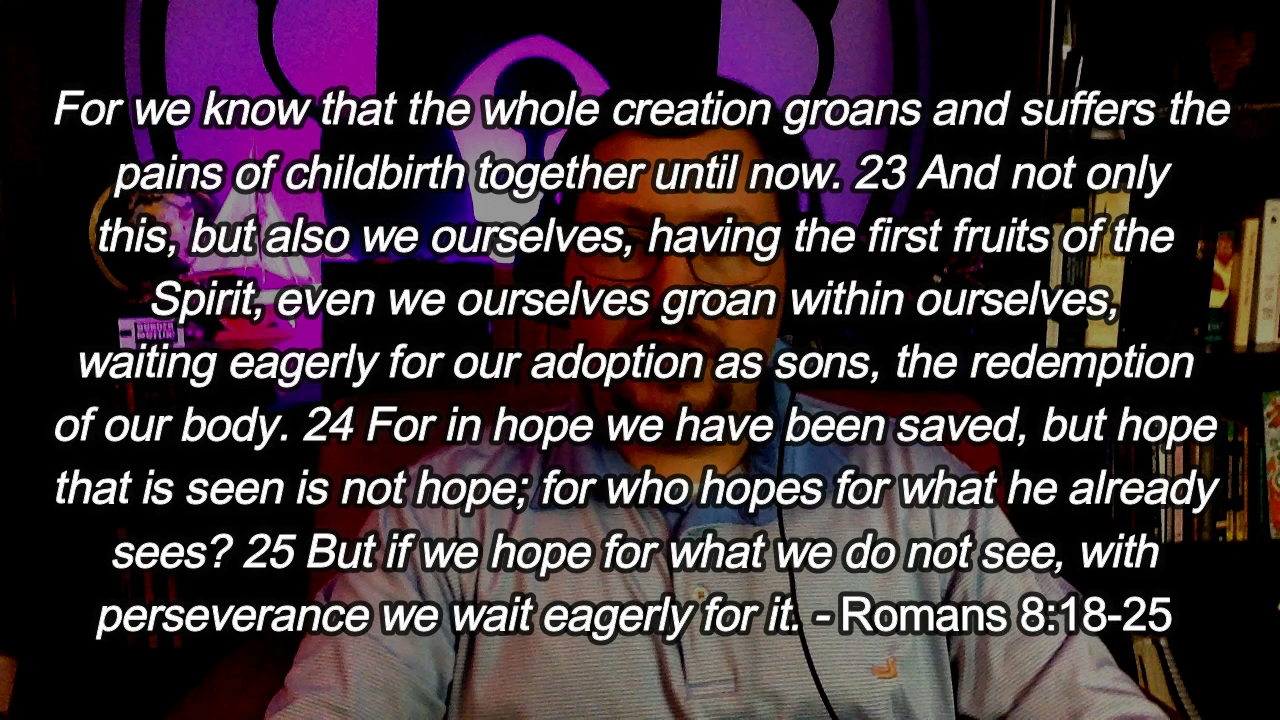 For we know that the whole creation groans and suffers the
pains of childbirth together until now. 23 And not only
this, but also we ourselves, having the first fruits of the
Spirit, even we ourselves groan within ourselves,
waiting eagerly for our adoption as sons, the redemption
of our body. 24 For in hope we have been saved, but hope
that is seen is not hope; for who hopes for what he already
sees? 25 But if we hope for what we do not see, with
perseverance we wait eagerly for it. - Romans 8:18-25